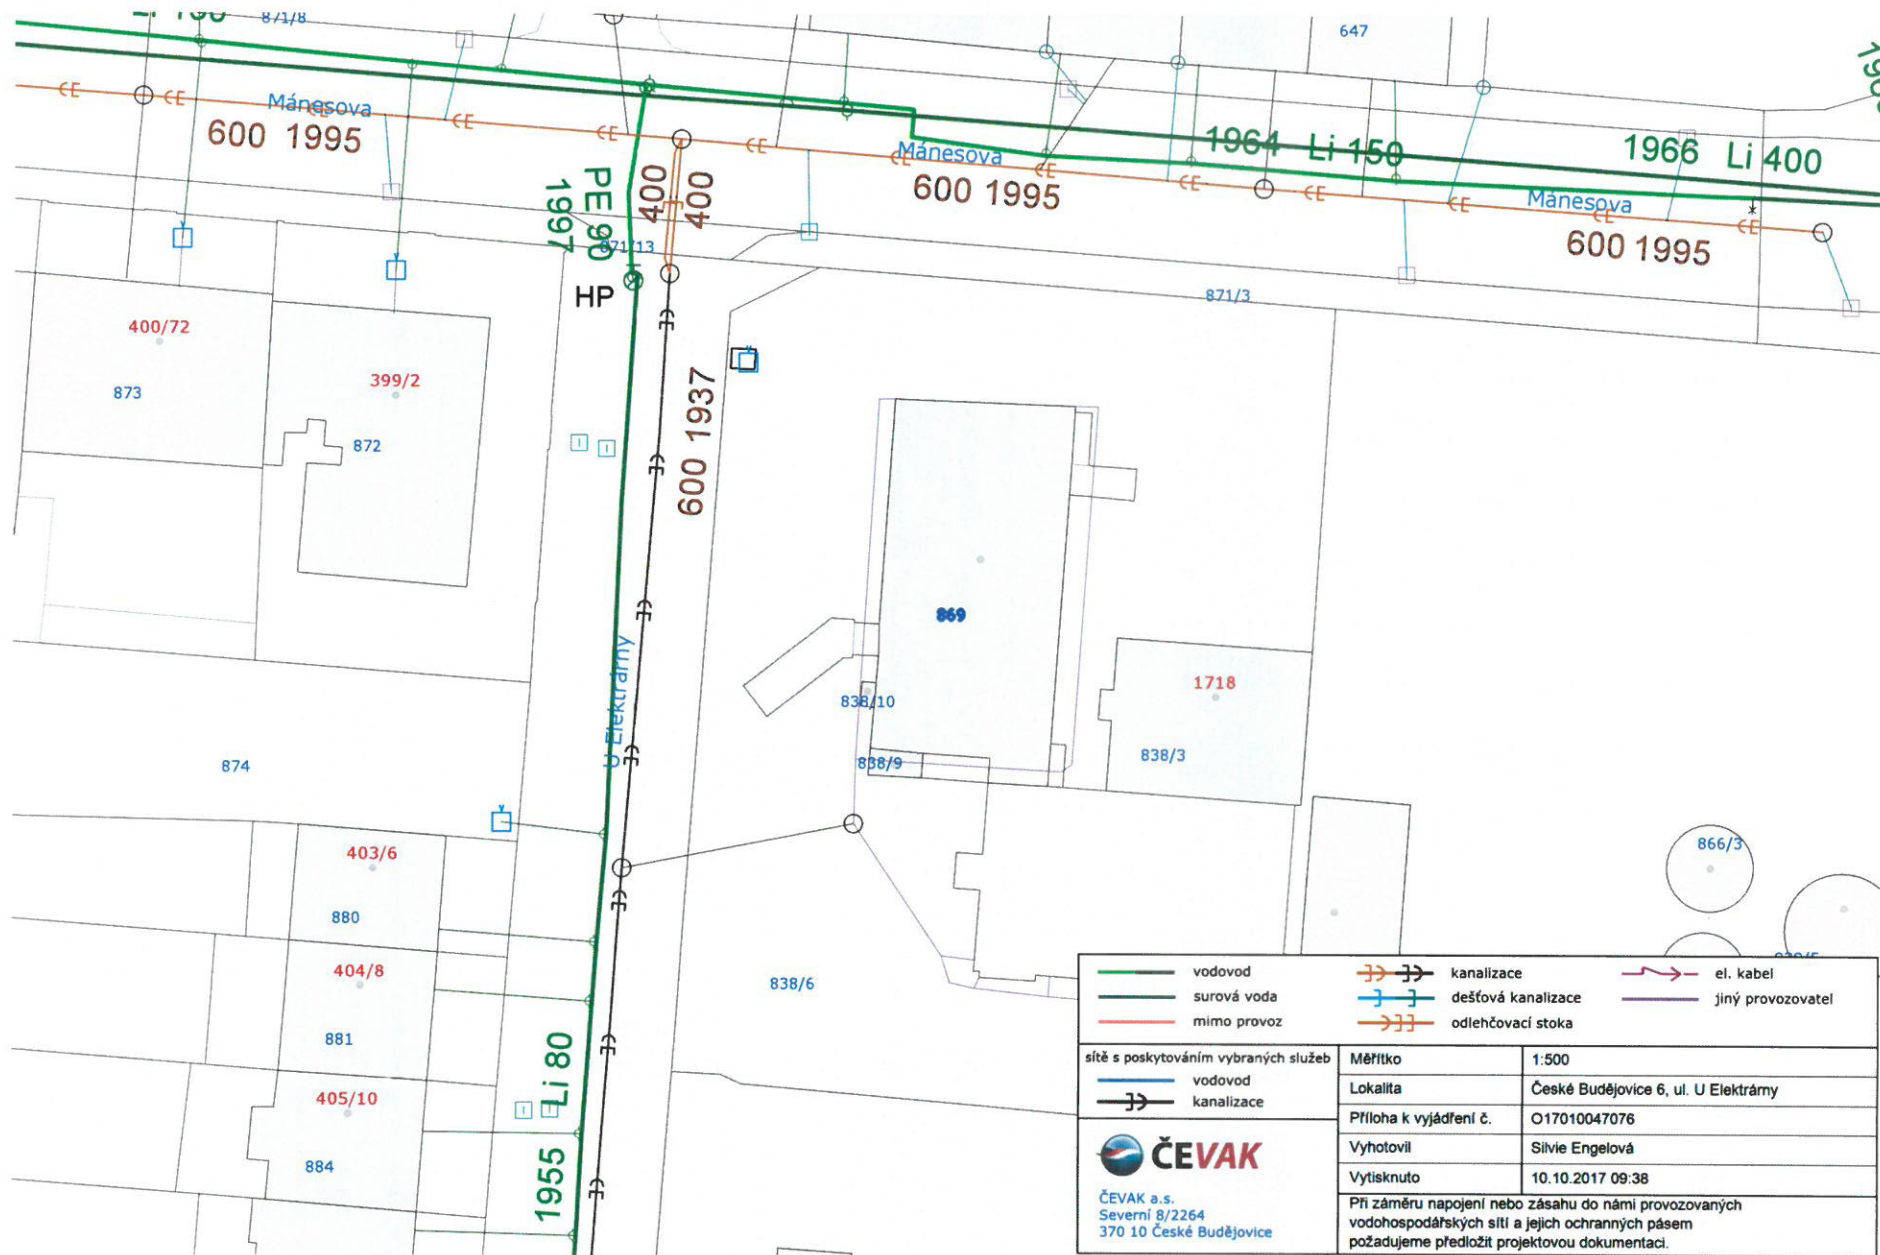 871/8
647
Mánesova
600 1995
Mánesova
600 1995
1964 Li 150
1966 Li 400
Mánesova
600 1995
400
400
PE 90
1997
871/13
HP
871/3
400/72
873
399/2
872
600 1937
869
U Elektrárny
838/10
838/9
1718
838/3
874
403/6
880
404/8
881
405/10
884
838/6
866/3
1955 Li 80
vodovod
surová voda
mimo provoz
kanalizace
dešťová kanalizace
odlehčovací stoka
el. kabel
jiný provozovatel
sítě s poskytováním vybraných služeb
vodovod
kanalizace
Měřítko 1:500
Lokalita České Budějovice 6, ul. U Elektrárny
Příloha k vyjádření č. O17010047076
Vyhotovil Silvie Engelová
Vytisknuto 10.10.2017 09:38
ČEVAK
ČEVAK a.s.
Severní 8/2264
370 10 České Budějovice
Při záměru napojení nebo zásahu do námi provozovaných
vodohospodářských sítí a jejich ochranných pásem
požadujeme předložit projektovou dokumentaci.